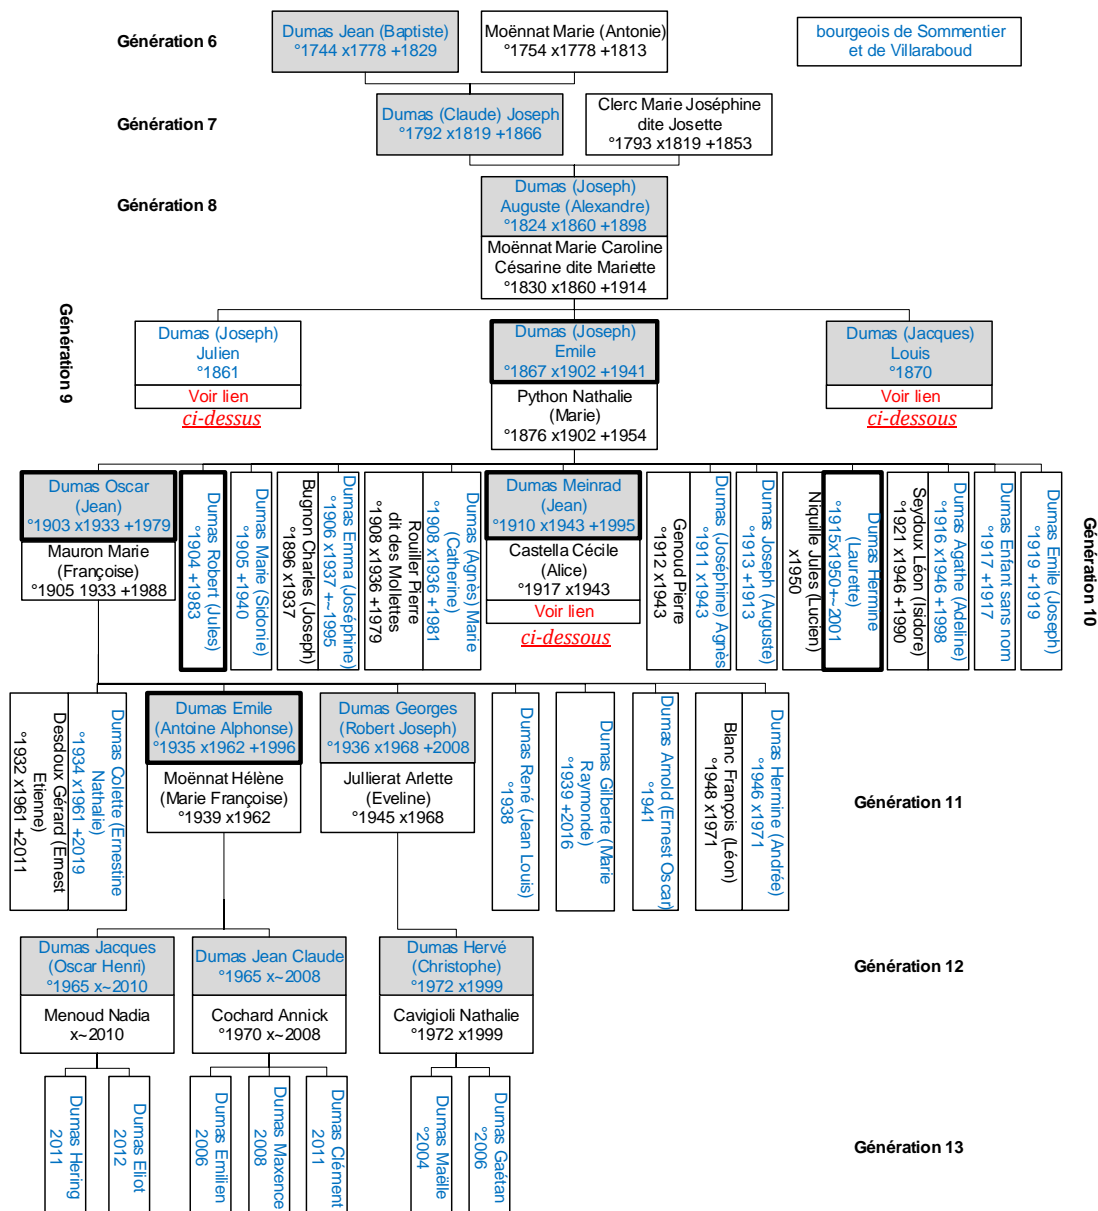 Génération 6
Dumas Jean (Baptiste)
°1744 x1778 +1829
Moënnat Marie (Antonie)
°1754 x1778 +1813
bourgeois de Sommentier
et de Villaraboud
Génération 7
Dumas (Claude) Joseph
°1792 x1819 +1866
Clerc Marie Joséphine
dite Josette
°1793 x1819 +1853
Génération 8
Dumas (Joseph)
Auguste (Alexandre)
°1824 x1860 +1898
Moënnat Marie Caroline
Césarine dite Mariette
°1830 x1860 +1914
Génération 9
Dumas (Joseph)
Julien
°1861
Voir lien
ci-dessus
Dumas (Joseph)
Emile
°1867 x1902 +1941
Python Nathalie
(Marie)
°1876 x1902 +1954
Dumas (Jacques)
Louis
°1870
Voir lien
ci-dessous
Génération 10
Dumas Oscar
(Jean)
°1903 x1933 +1979
Mauron Marie
(Françoise)
°1905 1933 +1988
Dumas Robert (Jules)
°1904 +1983
Dumas Marie (Sidonie)
°1905 +1940
Dumas Emma (Joséphine)
°1906 x1937 +~1995
Bugnon Charles (Joseph)
°1896 x1937
Dumas (Agnès) Marie
(Catherine)
°1908 x1936 +1981
Rouiller Pierre
dit des Mollettes
°1908 x1936 +1979
Dumas Meinrad
(Jean)
°1910 x1943 +1995
Castella Cécile
(Alice)
°1917 x1943
Voir lien
ci-dessous
Dumas (Joséphine) Agnès
°1911 x1943
Genoud Pierre
°1912 x1943
Dumas Joseph (Auguste)
°1913 +1913
Dumas Hermine
(Laurette)
°1915x1950+~2001
Niquille Jules (Lucien)
x1950
Dumas Agathe (Adeline)
°1916 x1946 +1998
Seydoux Léon (Isidore)
°1921 x1946 +1990
Dumas Enfant sans nom
°1917 +1917
Dumas Emile (Joseph)
°1919 +1919
Génération 11
Dumas Colette (Ernestine
Nathalie)
°1934 x1961 +2019
Desdoux Gérard (Ernest
Etienne)
°1932 x1961 +2011
Dumas Emile
(Antoine Alphonse)
°1935 x1962 +1996
Moënnat Hélène
(Marie Françoise)
°1939 x1962
Dumas Georges
(Robert Joseph)
°1936 x1968 +2008
Jullierat Arlette
(Eveline)
°1945 x1968
Dumas René (Jean Louis)
°1938
Dumas Gilberte (Marie
Raymonde)
°1939 +2016
Dumas Arnold (Ernest Oscar)
°1941
Dumas Hermine (Andrée)
°1946 x1971
Blanc François (Léon)
°1948 x1971
Génération 12
Dumas Jacques
(Oscar Henri)
°1965 x~2010
Menoud Nadia
x~2010
Dumas Jean Claude
°1965 x~2008
Cochard Annick
°1970 x~2008
Dumas Hervé
(Christophe)
°1972 x1999
Cavigioli Nathalie
°1972 x1999
Génération 13
Dumas Hering
2011
Dumas Eliot
2012
Dumas Emilien
2006
Dumas Maxence
2008
Dumas Clément
2011
Dumas Maëlle
°2004
Dumas Gaétan
°2006